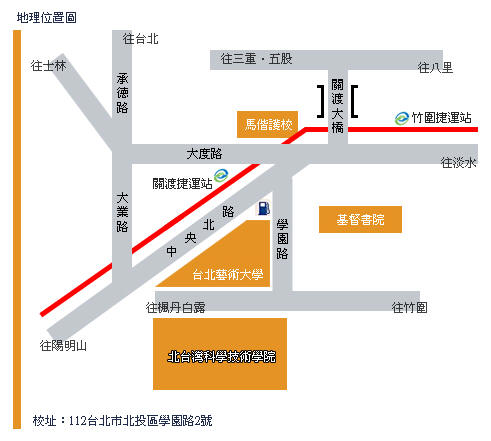 地理位置圖
往台北
往士林
承德路
往三重·五股
往八里
關渡大橋
馬偕護校
竹圍捷運站
大度路
往淡水
關渡捷運站
大業路
中央北路
學園路
基督書院
台北藝術大學
往楓丹白露
往竹圍
往陽明山
北台灣科學技術學院
校址：112台北市北投區學園路2號